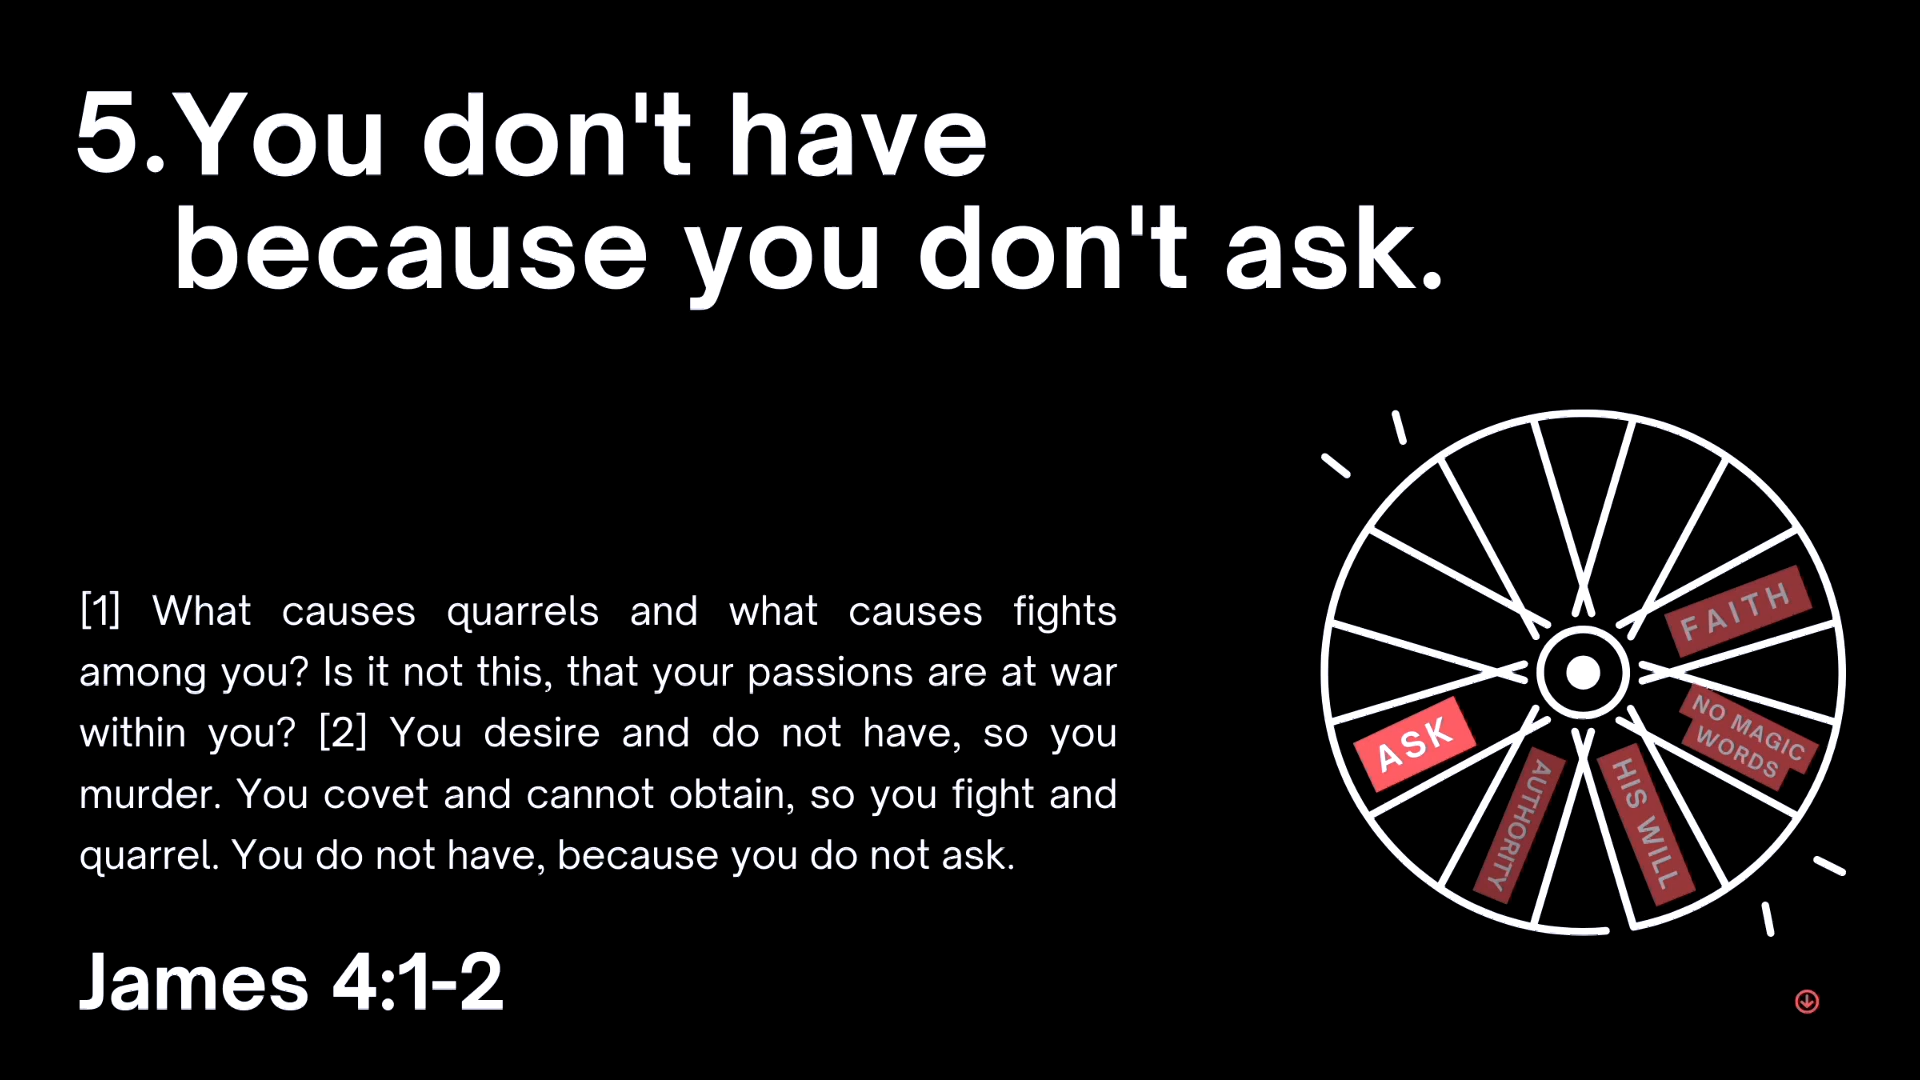 5.You don't have
because you don't ask.
[1] What causes quarrels and what causes fights
among you? Is it not this, that your passions are at war
within you? [2] You desire and do not have, so you
murder. You covet and cannot obtain, so you fight and
quarrel. You do not have, because you do not ask.
James 4:1-2
FAITH
NO MAGIC
WORDS
HIS WILL
AUTHORITY
ASK